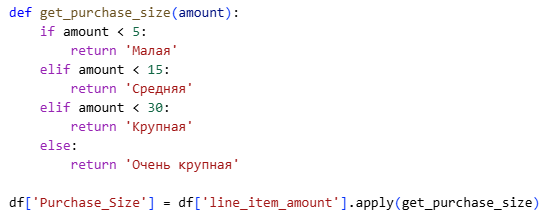 def get_purchase_size(amount):
    if amount < 5:
        return 'Малая'
    elif amount < 15:
        return 'Средняя'
    elif amount < 30:
        return 'Крупная'
    else:
        return 'Очень крупная'

df['Purchase_Size'] = df['line_item_amount'].apply(get_purchase_size)